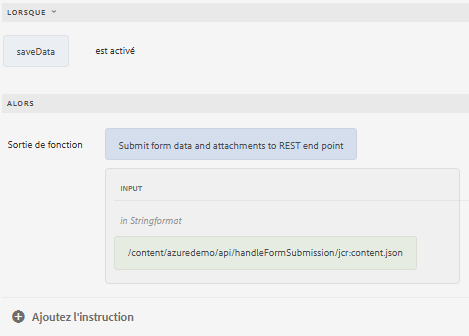 LORSQUE
saveData est activé
ALORS
Sortie de fonction Submit form data and attachments to REST end point
INPUT
in Stringformat
/content/azuredemo/api/handleFormSubmission/jcr:content.json
Ajoutez l'instruction